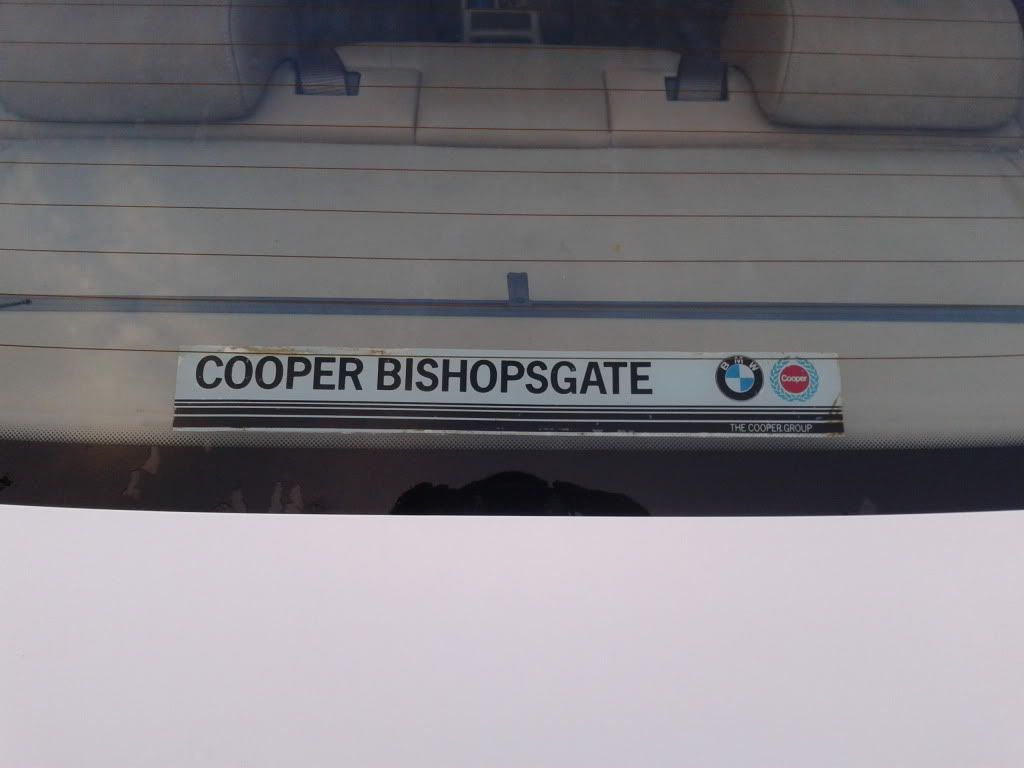 COOPER BISHOPSGATE
BMW
Cooper
THE COOPER GROUP